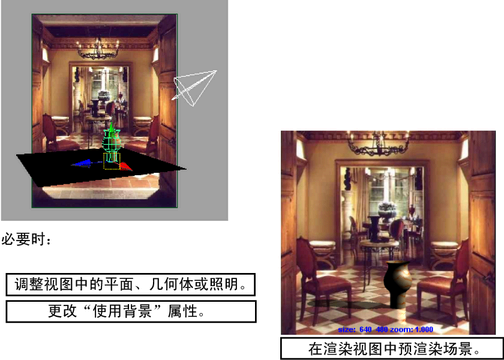 必要时：
调整视图中的平面、几何体或照明。
更改“使用背景”属性。
size: 640 480 zoom: 1.000
在渲染视图中预渲染场景。